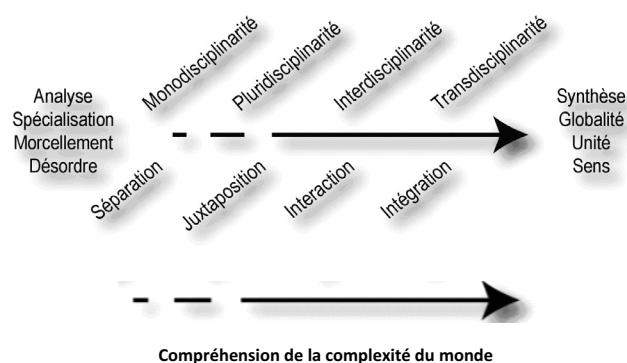 Monodisciplinarité
Pluridisciplinarité
Interdisciplinarité
Transdisciplinarité
Analyse
Spécialisation
Morcellement
Désordre
Synthèse
Globalité
Unité
Sens
Séparation
Juxtaposition
Interaction
Intégration
Compréhension de la complexité du monde